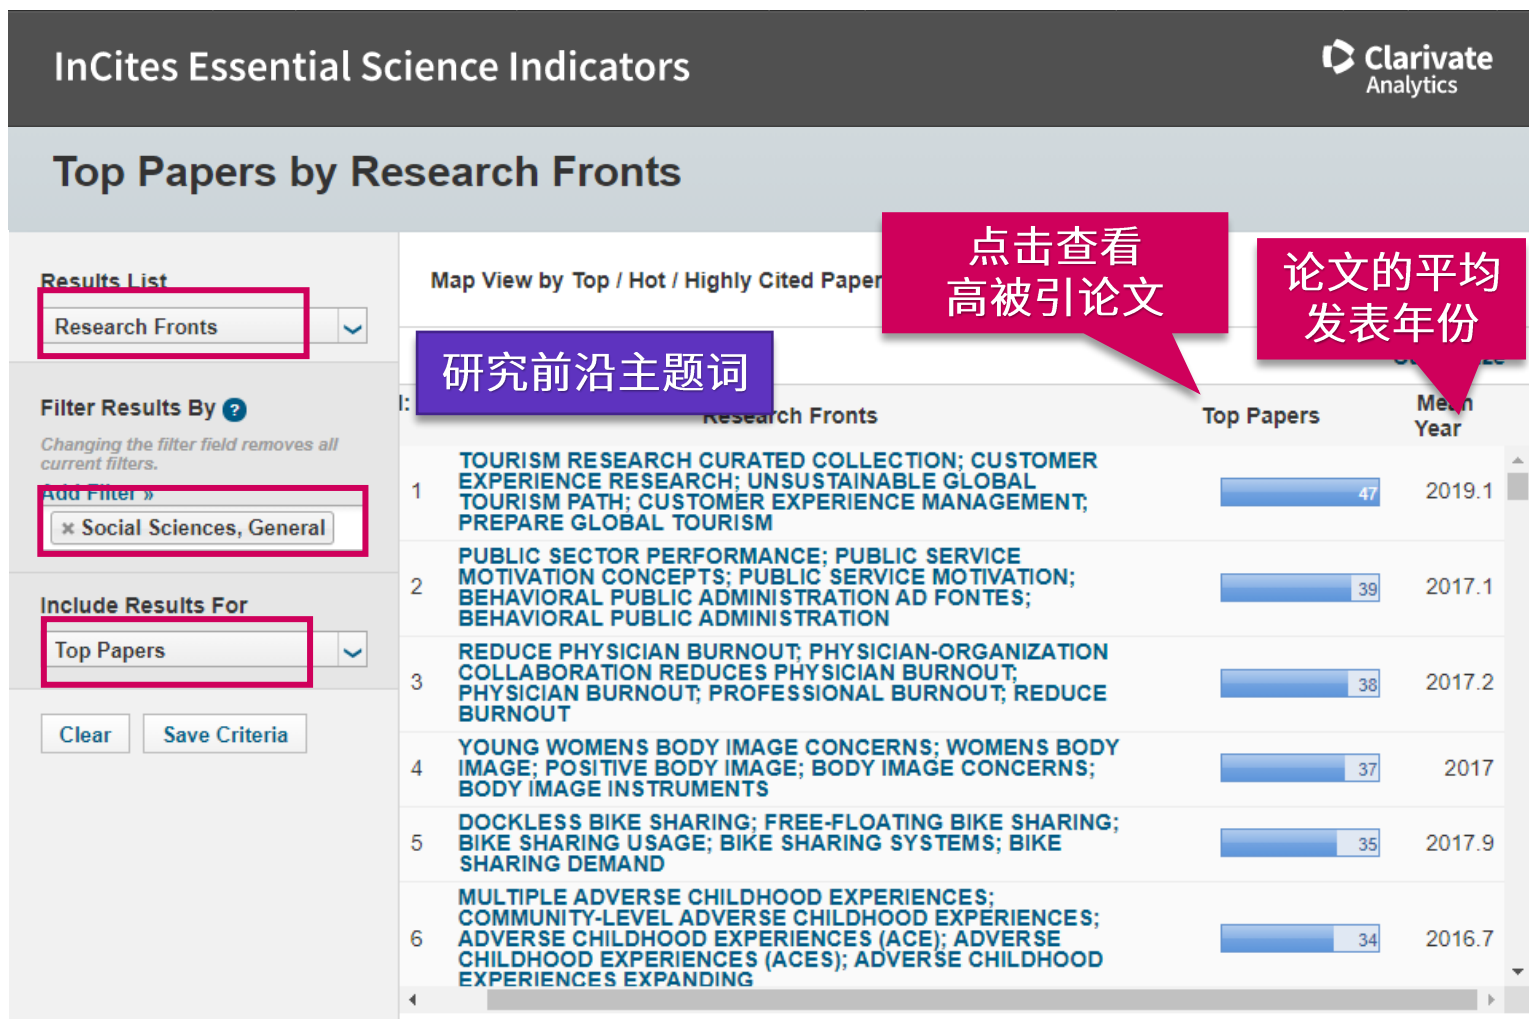 InCites Essential Science Indicators
Clarivate
Analytics
Top Papers by Research Fronts
Results List
Research Fronts
Filter Results By ?
Changing the filter field removes all
current filters.
Add Filter »
× Social Sciences, General
Include Results For
Top Papers
Clear
Save Criteria
Map View by Top / Hot / Highly Cited Paper
点击查看
高被引论文
论文的平均
发表年份
研究前沿主题词
Research Fronts
Top Papers
Mean
Year
1
TOURISM RESEARCH CURATED COLLECTION; CUSTOMER
EXPERIENCE RESEARCH; UNSUSTAINABLE GLOBAL
TOURISM PATH; CUSTOMER EXPERIENCE MANAGEMENT;
PREPARE GLOBAL TOURISM
47
2019.1
2
PUBLIC SECTOR PERFORMANCE; PUBLIC SERVICE
MOTIVATION CONCEPTS; PUBLIC SERVICE MOTIVATION;
BEHAVIORAL PUBLIC ADMINISTRATION AD FONTES;
BEHAVIORAL PUBLIC ADMINISTRATION
39
2017.1
3
REDUCE PHYSICIAN BURNOUT; PHYSICIAN-ORGANIZATION
COLLABORATION REDUCES PHYSICIAN BURNOUT;
PHYSICIAN BURNOUT; PROFESSIONAL BURNOUT; REDUCE
BURNOUT
38
2017.2
4
YOUNG WOMENS BODY IMAGE CONCERNS; WOMENS BODY
IMAGE; POSITIVE BODY IMAGE; BODY IMAGE CONCERNS;
BODY IMAGE INSTRUMENTS
37
2017
5
DOCKLESS BIKE SHARING; FREE-FLOATING BIKE SHARING;
BIKE SHARING USAGE; BIKE SHARING SYSTEMS; BIKE
SHARING DEMAND
35
2017.9
6
MULTIPLE ADVERSE CHILDHOOD EXPERIENCES;
COMMUNITY-LEVEL ADVERSE CHILDHOOD EXPERIENCES;
ADVERSE CHILDHOOD EXPERIENCES (ACE); ADVERSE
CHILDHOOD EXPERIENCES (ACES); ADVERSE CHILDHOOD
EXPERIENCES EXPANDING
34
2016.7